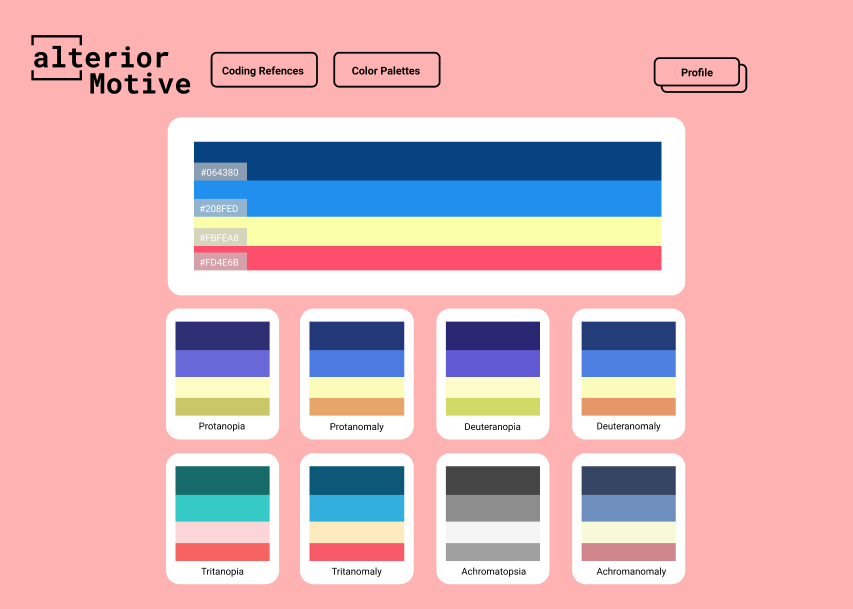 alterior
Motive
Coding Refences
Color Palettes
Profile
#064380
#208FED
#FBFEA8
#FD4E6B
Protanopia
Protanomaly
Deuteranopia
Deuteranomaly
Tritanopia
Tritanomaly
Achromatopsia
Achromanomaly